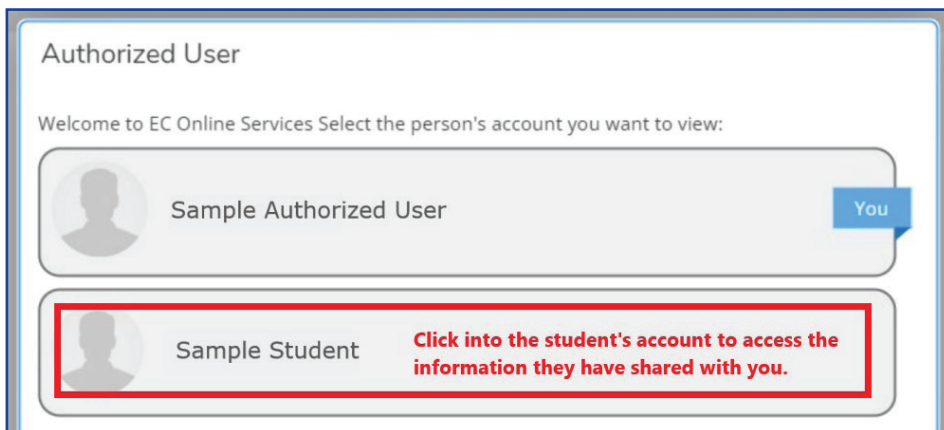 Authorized User
Welcome to EC Online Services Select the person's account you want to view:
Sample Authorized User
You
Sample Student
Click into the student's account to access the
information they have shared with you.